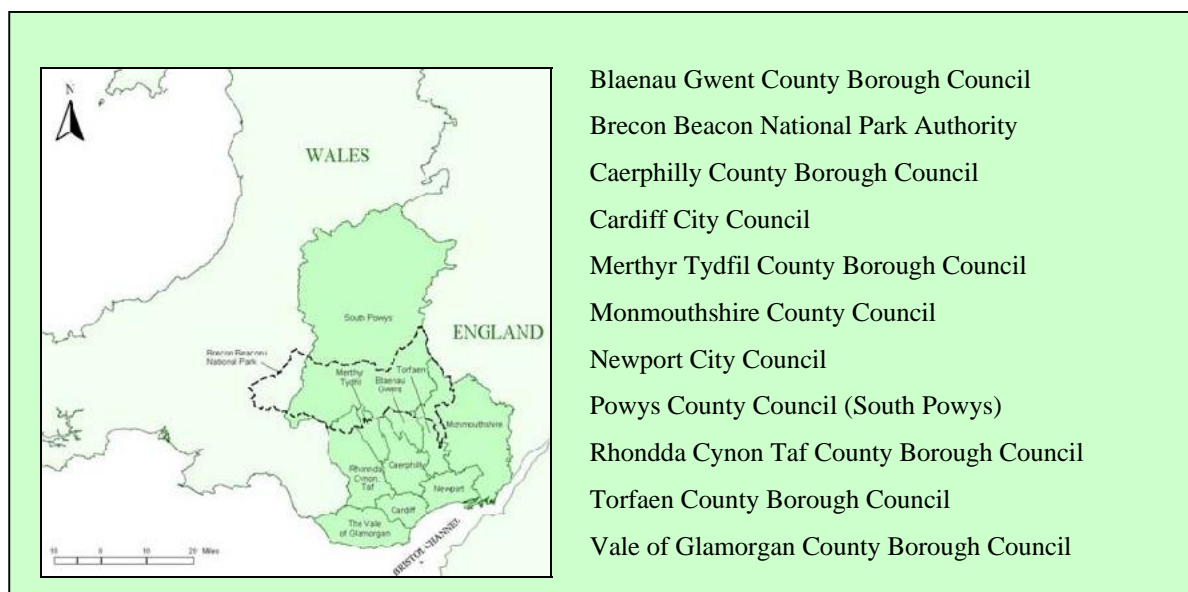 N
WALES
South Powys
ENGLAND
Brecon Beacons
National Park
Merthyr
Tydfil
Blaenau
Gwent
Torfaen
Monmouthshire
Rhondda
Cynon
Taf
Caerphilly
Newport
Cardiff
The Vale
of Glamorgan
BRISTOL CHANNEL
10 0 10 20 Miles
Blaenau Gwent County Borough Council
Brecon Beacon National Park Authority
Caerphilly County Borough Council
Cardiff City Council
Merthyr Tydfil County Borough Council
Monmouthshire County Council
Newport City Council
Powys County Council (South Powys)
Rhondda Cynon Taf County Borough Council
Torfaen County Borough Council
Vale of Glamorgan County Borough Council